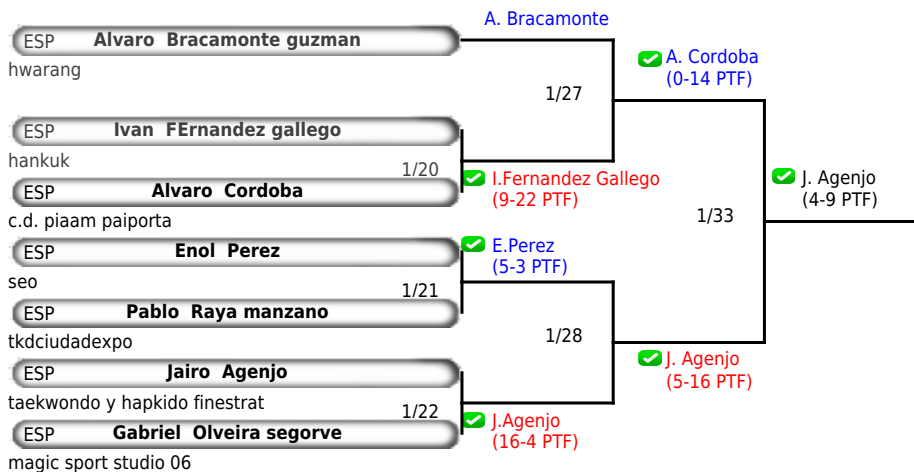 A. Bracamonte
ESP Alvaro Bracamonte guzman
hwarang
A. Cordoba
(0-14 PTF)
1/27
ESP Ivan FErnandez gallego
hankuk
1/20
I.Fernandez Gallego
(9-22 PTF)
ESP Alvaro Cordoba
c.d. piaam paiporta
J. Agenjo
(4-9 PTF)
1/33
ESP Enol Perez
seo
E.Perez
(5-3 PTF)
1/21
ESP Pablo Raya manzano
tkdciudadexpo
1/28
J. Agenjo
(5-16 PTF)
ESP Jairo Agenjo
taekwondo y hapkido finestrat
1/22
J.Agenjo
(16-4 PTF)
ESP Gabriel Olveira segorve
magic sport studio 06